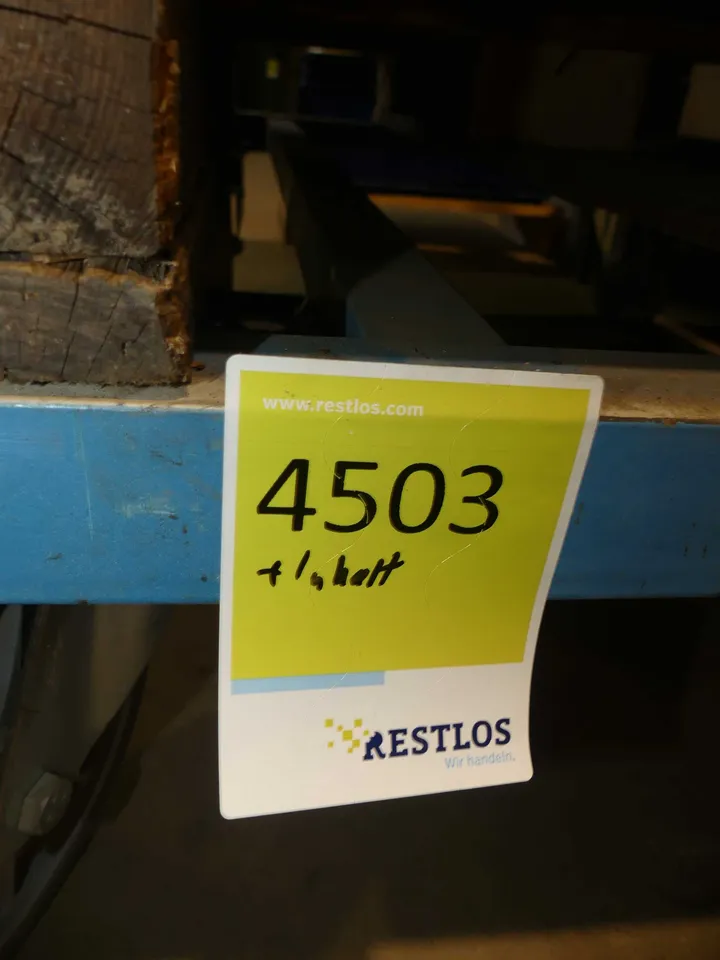 www.restlos.com
4503
+ Inhalt
RESTLOS
Wir handeln.